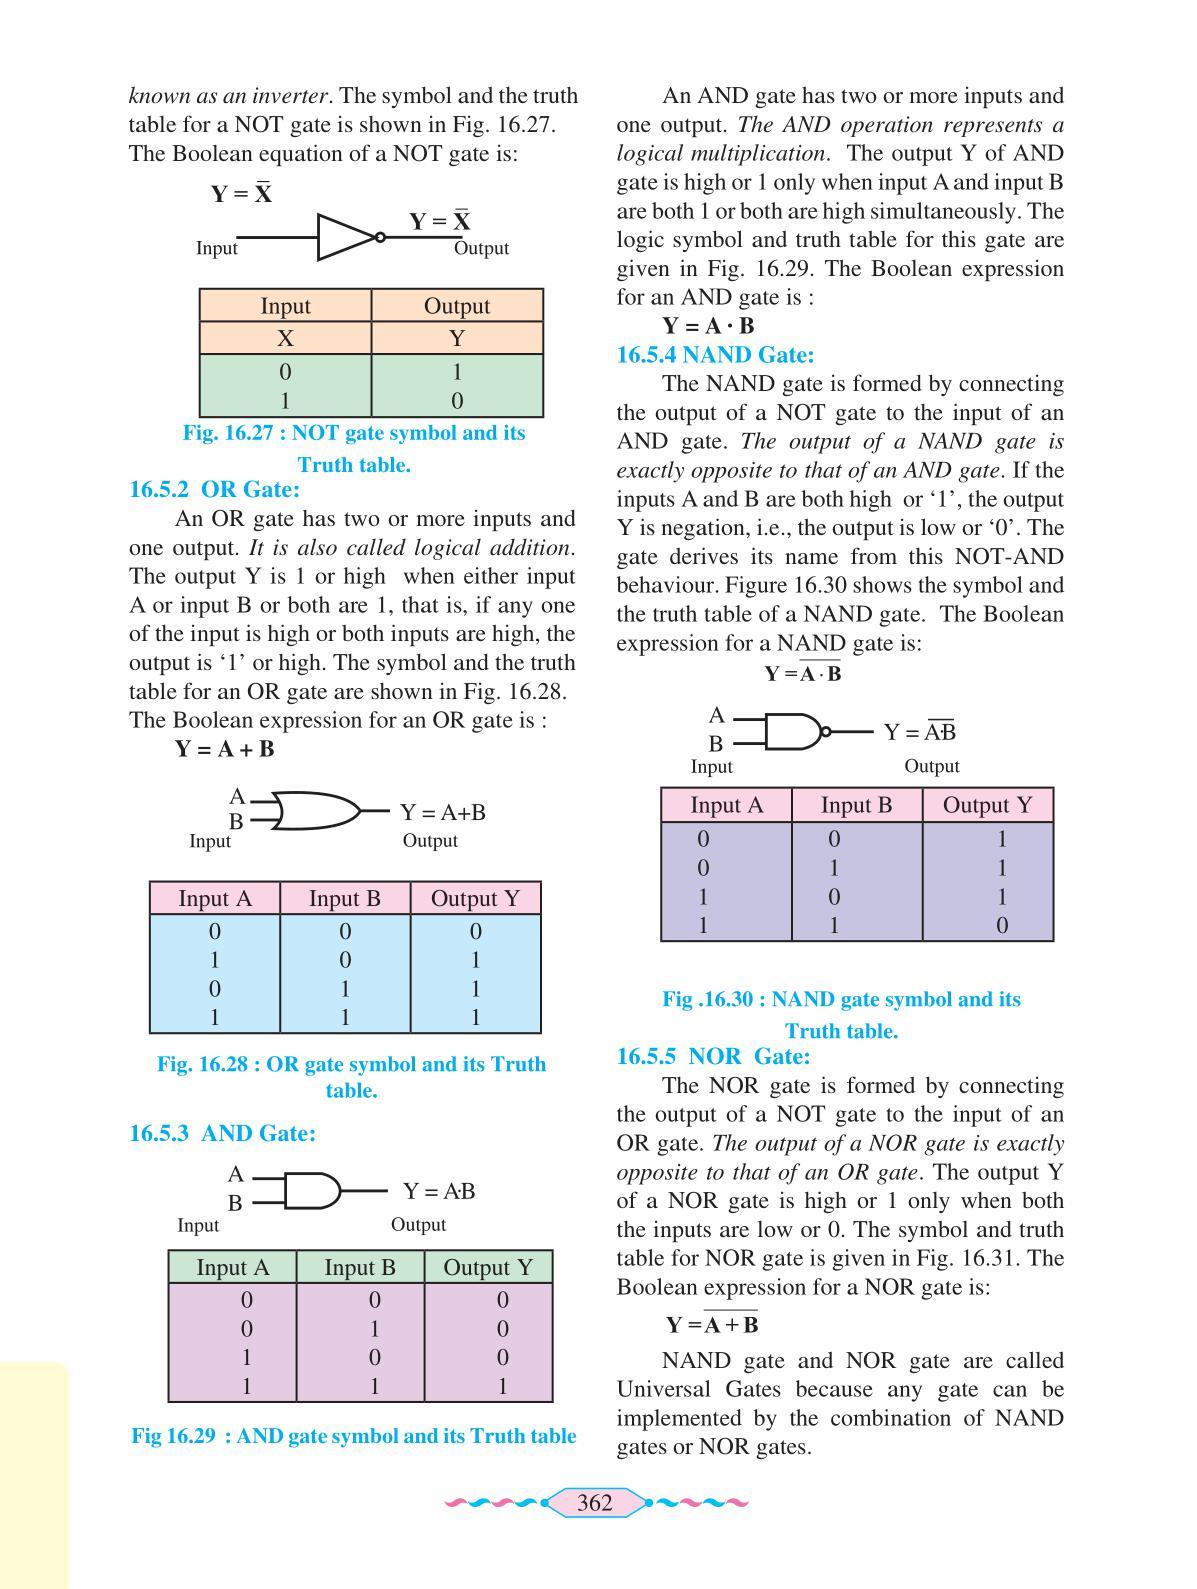 known as an inverter. The symbol and the truth
table for a NOT gate is shown in Fig. 16.27.
The Boolean equation of a NOT gate is:
Y = X̅
Y = X̅
Input
Output
Input Output
X Y
0 1
1 0
Fig. 16.27 : NOT gate symbol and its
Truth table.
16.5.2 OR Gate:
An OR gate has two or more inputs and
one output. It is also called logical addition.
The output Y is 1 or high when either input
A or input B or both are 1, that is, if any one
of the input is high or both inputs are high, the
output is ‘1’ or high. The symbol and the truth
table for an OR gate are shown in Fig. 16.28.
The Boolean expression for an OR gate is :
Y = A + B
A
B
Y = A+B
Input Output
Input A Input B Output Y
0 0 0
1 0 1
0 1 1
1 1 1
Fig. 16.28 : OR gate symbol and its Truth
table.
16.5.3 AND Gate:
A
B
Y = A·B
Input Output
Input A Input B Output Y
0 0 0
0 1 0
1 0 0
1 1 1
Fig 16.29 : AND gate symbol and its Truth table
An AND gate has two or more inputs and
one output. The AND operation represents a
logical multiplication. The output Y of AND
gate is high or 1 only when input A and input B
are both 1 or both are high simultaneously. The
logic symbol and truth table for this gate are
given in Fig. 16.29. The Boolean expression
for an AND gate is :
Y = A · B
16.5.4 NAND Gate:
The NAND gate is formed by connecting
the output of a NOT gate to the input of an
AND gate. The output of a NAND gate is
exactly opposite to that of an AND gate. If the
inputs A and B are both high or ‘1’, the output
Y is negation, i.e., the output is low or ‘0’. The
gate derives its name from this NOT-AND
behaviour. Figure 16.30 shows the symbol and
the truth table of a NAND gate. The Boolean
expression for a NAND gate is:
Y = A̅ ̅·̅ ̅B̅
A
B
Y = A̅·̅B̅
Input Output
Input A Input B Output Y
0 0 1
0 1 1
1 0 1
1 1 0
Fig .16.30 : NAND gate symbol and its
Truth table.
16.5.5 NOR Gate:
The NOR gate is formed by connecting
the output of a NOT gate to the input of an
OR gate. The output of a NOR gate is exactly
opposite to that of an OR gate. The output Y
of a NOR gate is high or 1 only when both
the inputs are low or 0. The symbol and truth
table for NOR gate is given in Fig. 16.31. The
Boolean expression for a NOR gate is:
Y = A̅ ̅+̅ ̅B̅
NAND gate and NOR gate are called
Universal Gates because any gate can be
implemented by the combination of NAND
gates or NOR gates.
362